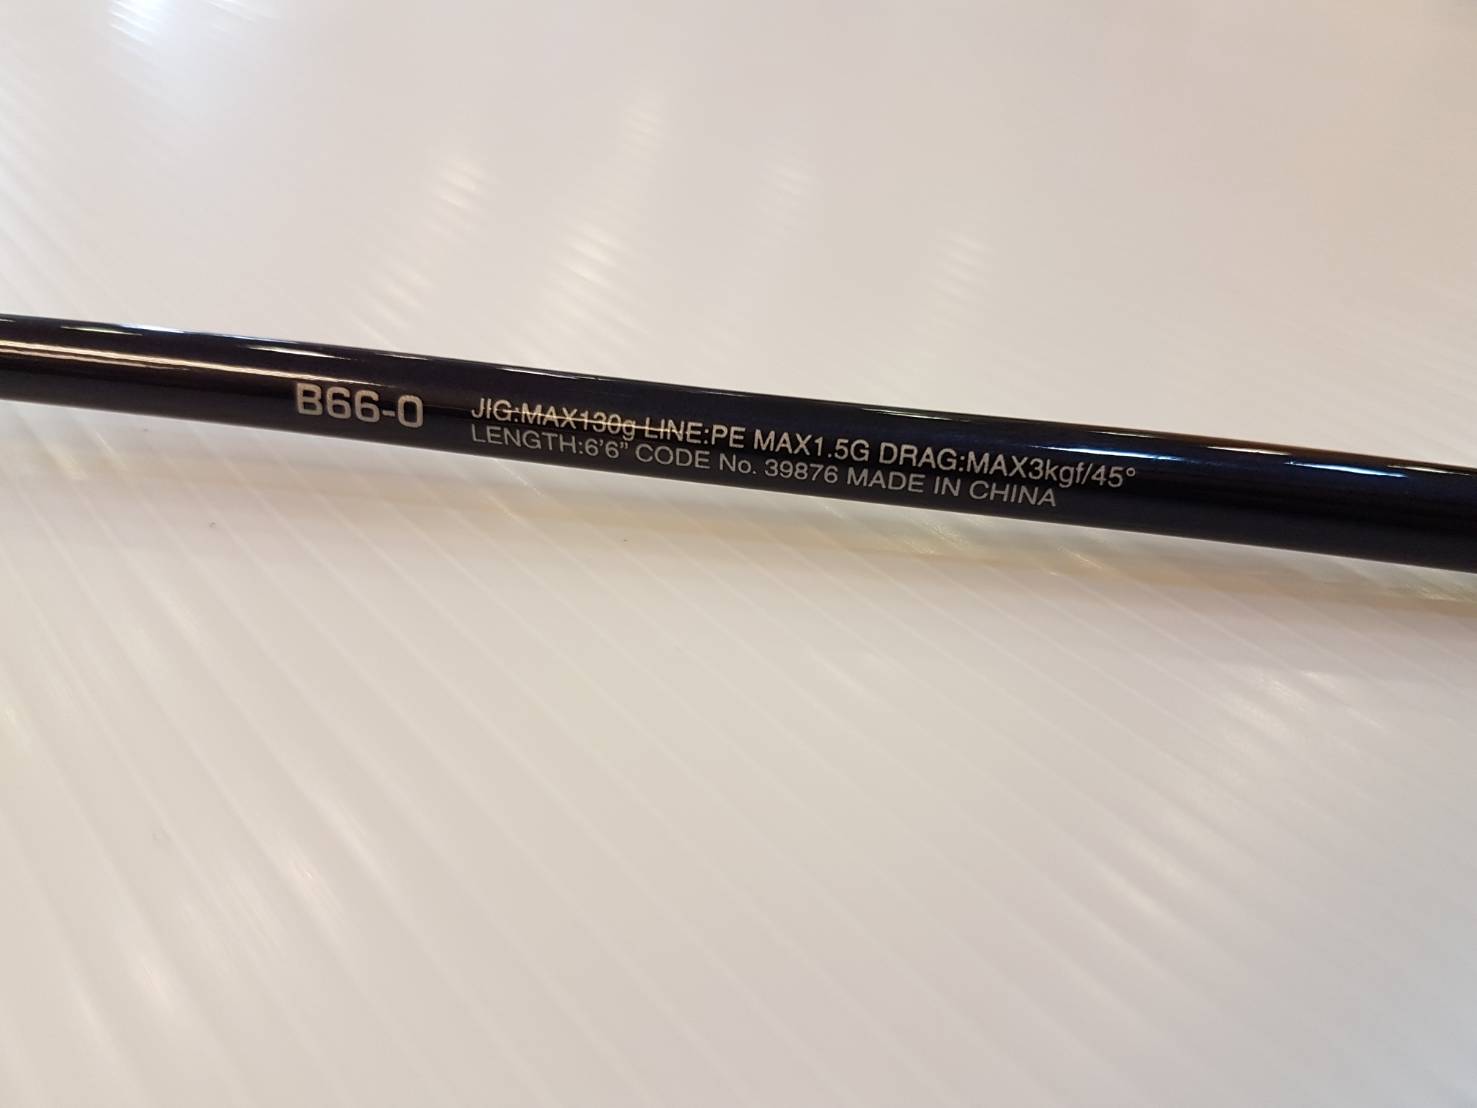 B66-0
JIG:MAX130g LINE:PE MAX1.5G DRAG:MAX3kgf/45°
LENGTH:6'6" CODE No. 39876 MADE IN CHINA